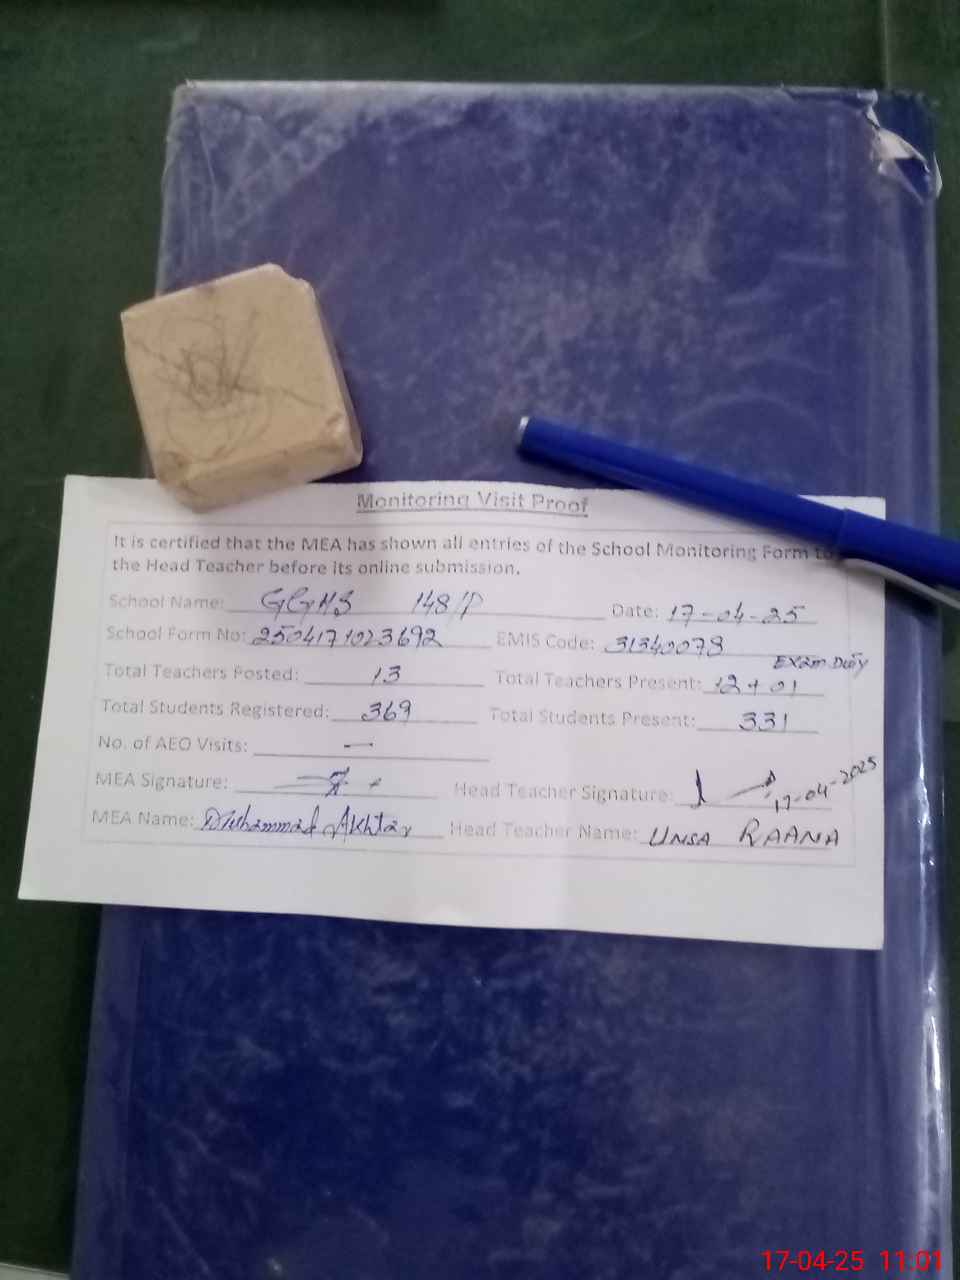 Monitoring Visit Proof
It is certified that the MEA has shown all entries of the School Monitoring Form to
the Head Teacher before its online submission.
School Name: GGHS 148/P Date: 17-04-25
School Form No: 2504171023692 EMIS Code: 31340078
Exam Duty
Total Teachers Posted: 13 Total Teachers Present: 12+01
Total Students Registered: 369 Total Students Present: 331
No. of AEO Visits: —
MEA Signature: Head Teacher Signature: 17-04-2025
MEA Name: Muhammad Akhtar Head Teacher Name: UNSA RAANA
17-04-25 11:01